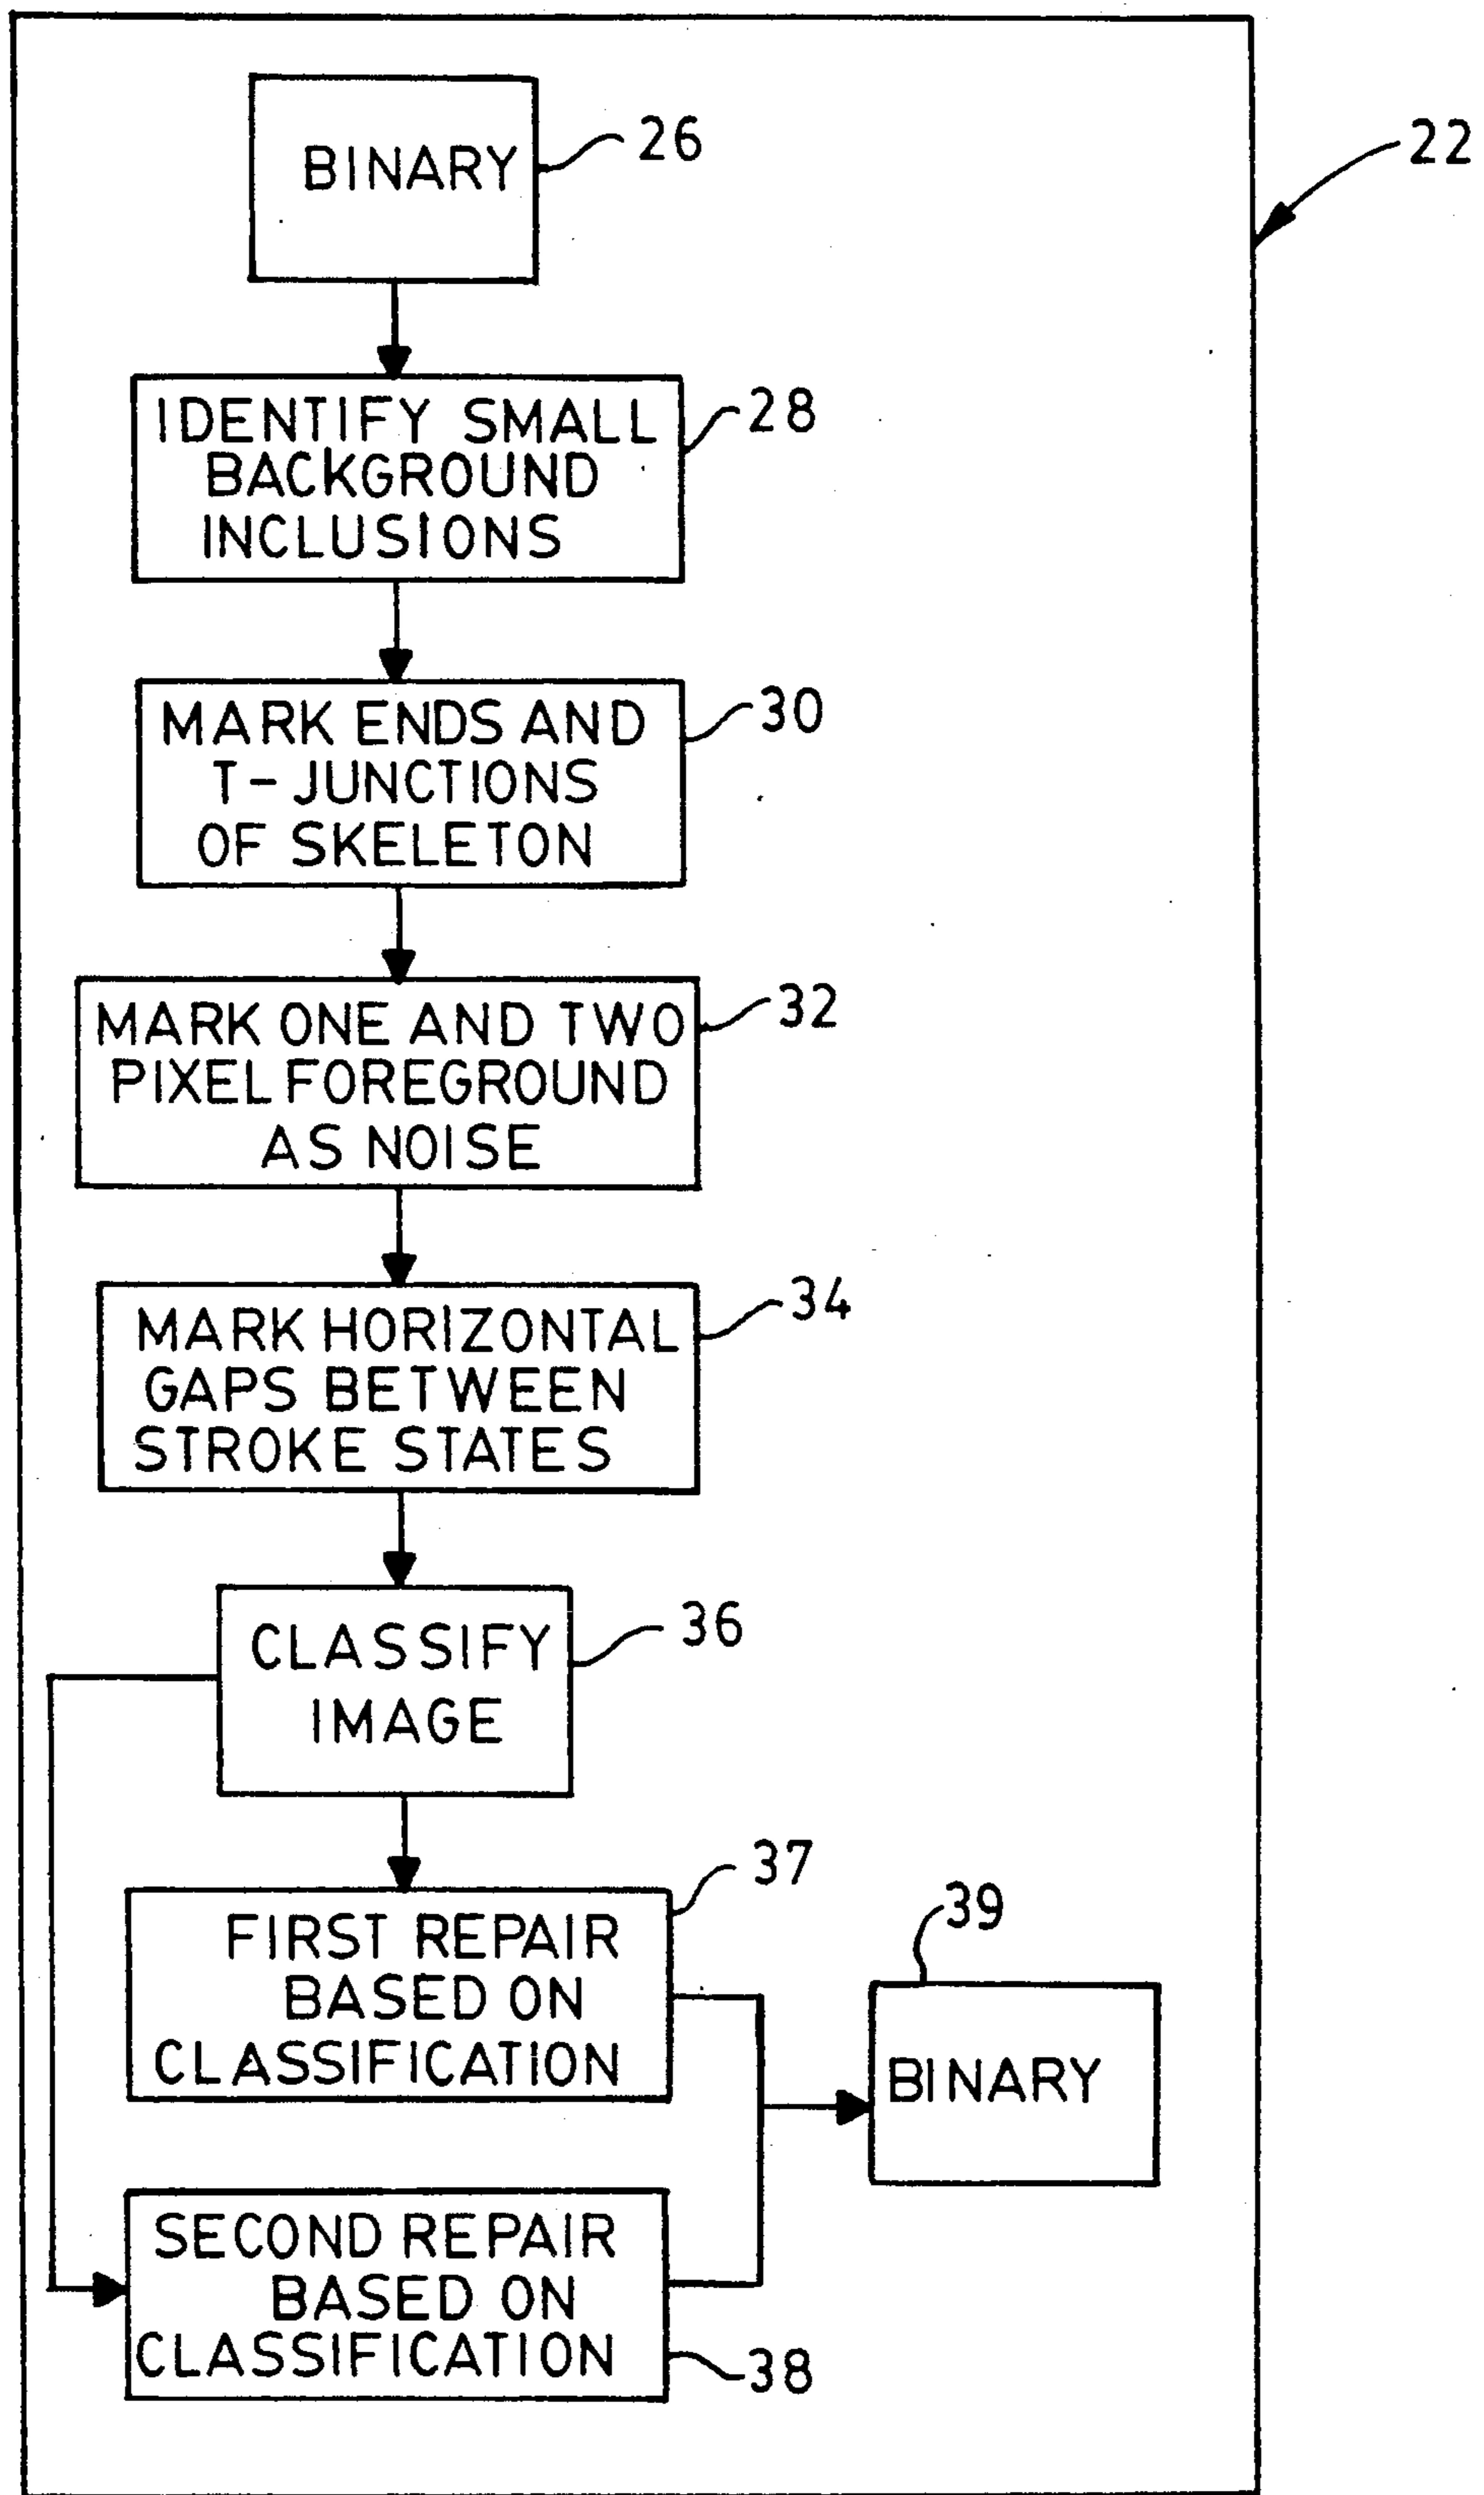 BINARY
26
22
IDENTIFY SMALL
BACKGROUND
INCLUSIONS
28
MARK ENDS AND
T-JUNCTIONS
OF SKELETON
30
MARK ONE AND TWO
PIXEL FOREGROUND
AS NOISE
32
MARK HORIZONTAL
GAPS BETWEEN
STROKE STATES
34
CLASSIFY
IMAGE
36
FIRST REPAIR
BASED ON
CLASSIFICATION
37
39
BINARY
SECOND REPAIR
BASED ON
CLASSIFICATION
38